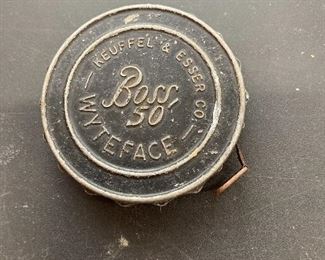 — KEUFFEL & ESSER CO. —
Boss
50'
WYTEFACE